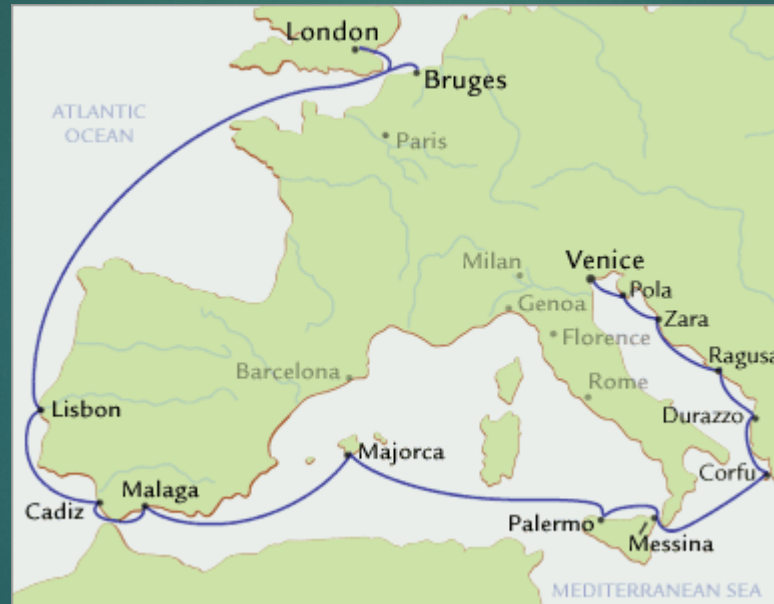 London
Bruges
ATLANTIC
OCEAN
Paris
Milan
Venice
Pola
Genoa
Zara
Florence
Ragusa
Barcelona
Rome
Lisbon
Durazzo
Majorca
Corfu
Malaga
Cadiz
Palermo
Messina
MEDITERRANEAN SEA